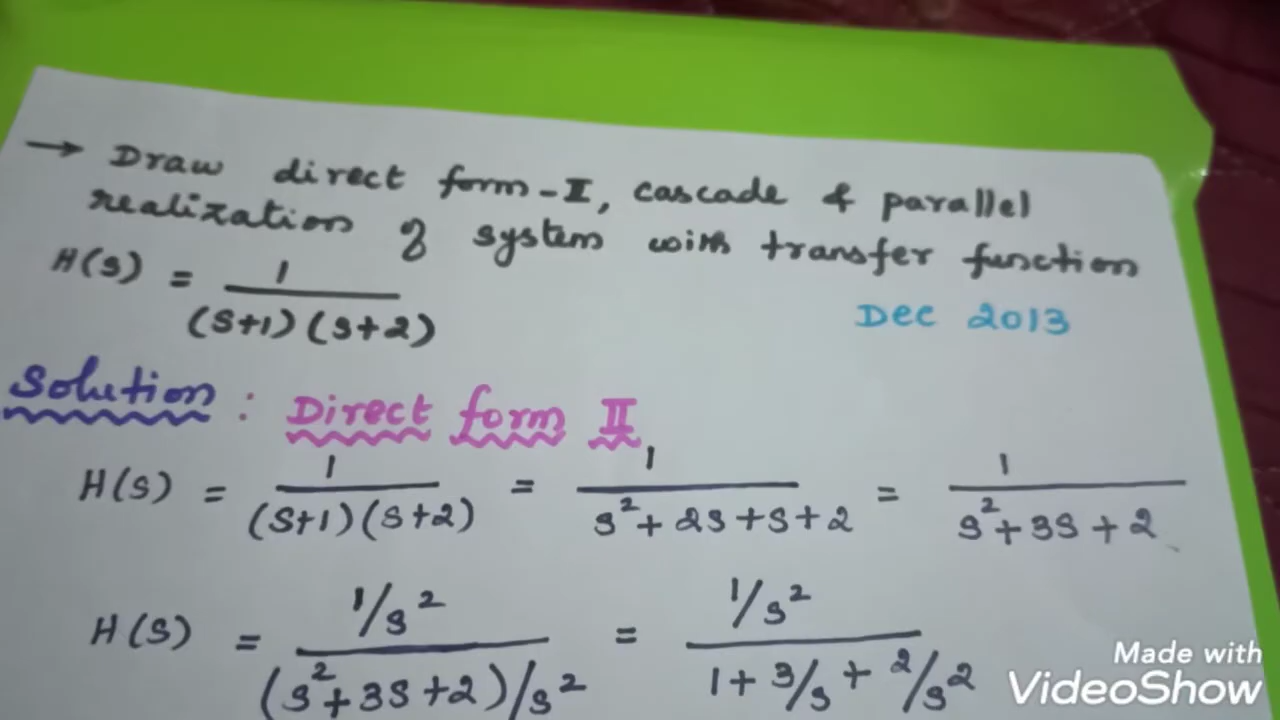 → Draw direct form-II, cascade & parallel
realization of system with transfer function
H(s) = 1/((s+1)(s+2))
Dec 2013
Solution : Direct form II
H(s) = 1/((s+1)(s+2)) = 1/(s²+2s+s+2) = 1/(s²+3s+2)
H(s) = (1/s²)/((s²+3s+2)/s²) = (1/s²)/(1+3/s+2/s²)
Made with
VideoShow